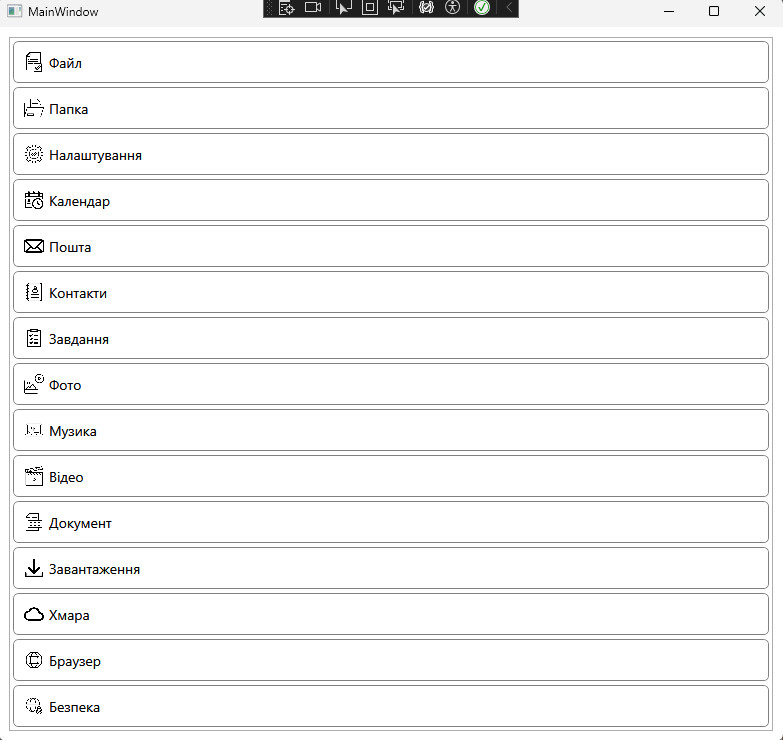 MainWindow
Файл
Папка
Налаштування
Календар
Пошта
Контакти
Завдання
Фото
Музика
Відео
Документ
Завантаження
Хмара
Браузер
Безпека